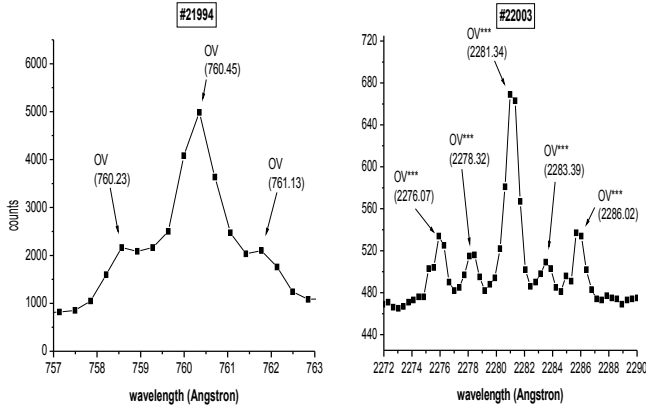 #21994
OV
(760.45)
OV
(760.23)
OV
(761.13)
6000
5000
4000
3000
2000
1000
0
counts
757 758 759 760 761 762 763
wavelength (Angstron)
#22003
OV***
(2281.34)
OV***
(2278.32)
OV***
(2283.39)
OV***
(2276.07)
OV***
(2286.02)
720
680
640
600
560
520
480
440
2272 2274 2276 2278 2280 2282 2284 2286 2288 2290
wavelength (Angstron)